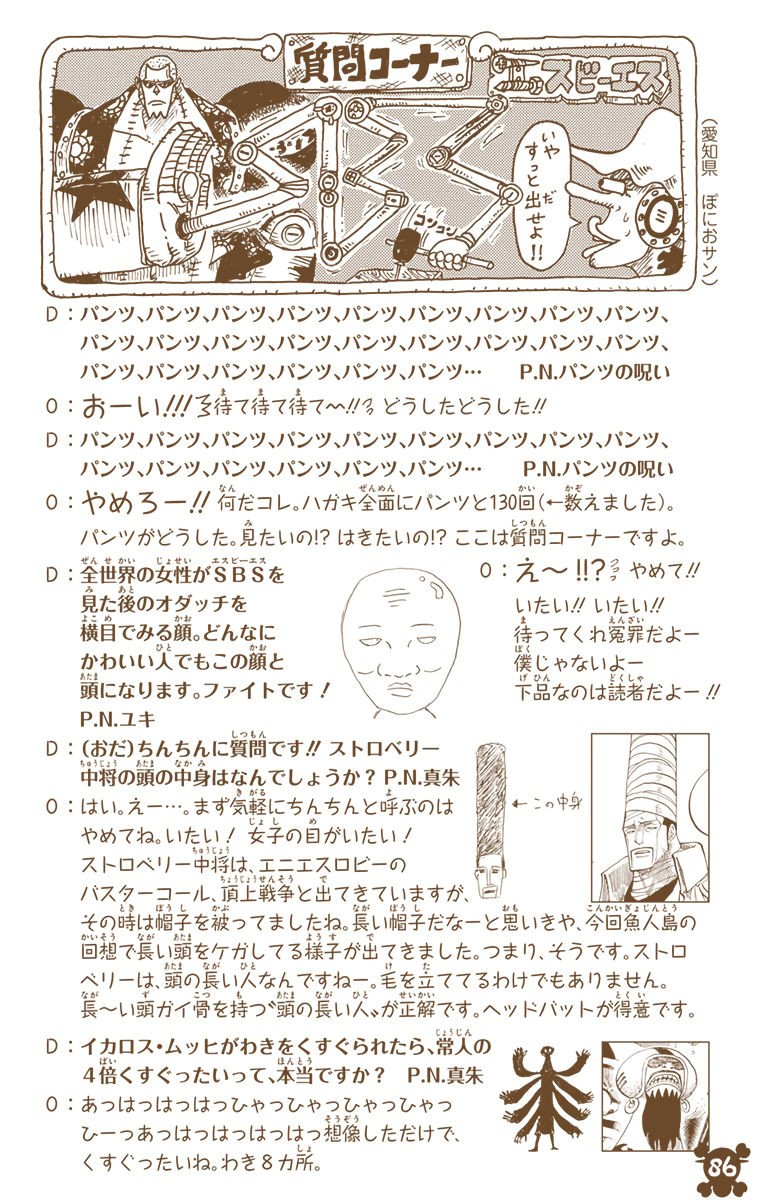 質問コーナー
スビーエス
SBS
いやだ
すっと出せよ!!
コンコン
(愛知県 ぽにおサン)
D:パンツ、パンツ、パンツ、パンツ、パンツ、パンツ、パンツ、パンツ、パンツ、
パンツ、パンツ、パンツ、パンツ、パンツ、パンツ、パンツ、パンツ、パンツ、
パンツ、パンツ、パンツ、パンツ、パンツ、パンツ… P.N.パンツの呪い
O:おーい!!!待て待て待て〜!! どうしたどうした!!
D:パンツ、パンツ、パンツ、パンツ、パンツ、パンツ、パンツ、パンツ、パンツ、
パンツ、パンツ、パンツ、パンツ、パンツ、パンツ… P.N.パンツの呪い
O:やめろー!! 何だコレ。ハガキ全面にパンツと130回(←数えました)。
パンツがどうした。見たいの!? はきたいの!? ここは質問コーナーですよ。
D:全世界の女性がSBSを
見た後のオダッチを
横目でみる顔。どんなに
かわいい人でもこの顔と
頭になります。ファイトです!
P.N.ユキ
O:え〜!!? やめて!!
いたい!! いたい!!
待ってくれ冤罪だよー
僕じゃないよー
下品なのは読者だよー!!
D:(おだ)ちんちんに質問です!! ストロベリー
中将の頭の中身はなんでしょうか? P.N.真朱
←この中身
O:はい。えー…。まず気軽にちんちんと呼ぶのは
やめてね。いたい! 女子の目がいたい!
ストロベリー中将は、エニエスロビーの
バスターコール、頂上戦争と出てきていますが、
その時は帽子を被ってましたね。長い帽子だなーと思いきや、今回魚人島の
回想で長い頭をケガしてる様子が出てきました。つまり、そうです。ストロ
ベリーは、頭の長い人なんですねー。毛を立ててるわけでもありません。
長〜い頭ガイ骨を持つ〝頭の長い人〟が正解です。ヘッドバットが得意です。
D:イカロス・ムッヒがわきをくすぐられたら、常人の
4倍くすぐったいって、本当ですか? P.N.真朱
O:あっはっはっはっひゃっひゃっひゃっひゃっ
ひーっあっはっはっはっはっ想像しただけで、
くすぐったいね。わき8カ所。
86